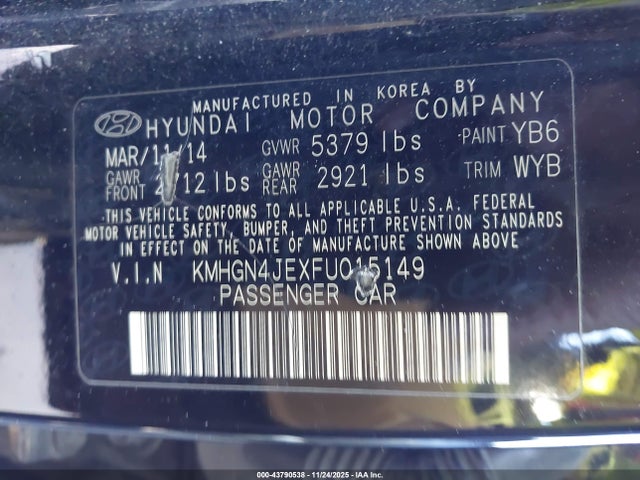 MANUFACTURED IN KOREA BY
HYUNDAI MOTOR COMPANY
MAR/11/14 GVWR 5379 lbs PAINT YB6
GAWR FRONT lbs GAWR REAR 2921 lbs TRIM WYB
THIS VEHICLE CONFORMS TO ALL APPLICABLE U.S.A. FEDERAL
MOTOR VEHICLE SAFETY, BUMPER, AND THEFT PREVENTION STANDARDS
IN EFFECT ON THE DATE OF MANUFACTURE SHOWN ABOVE
V.I.N KMHGN4JEXFU015149
PASSENGER CAR
000-43790538 - 11/24/2025 - IAA Inc.